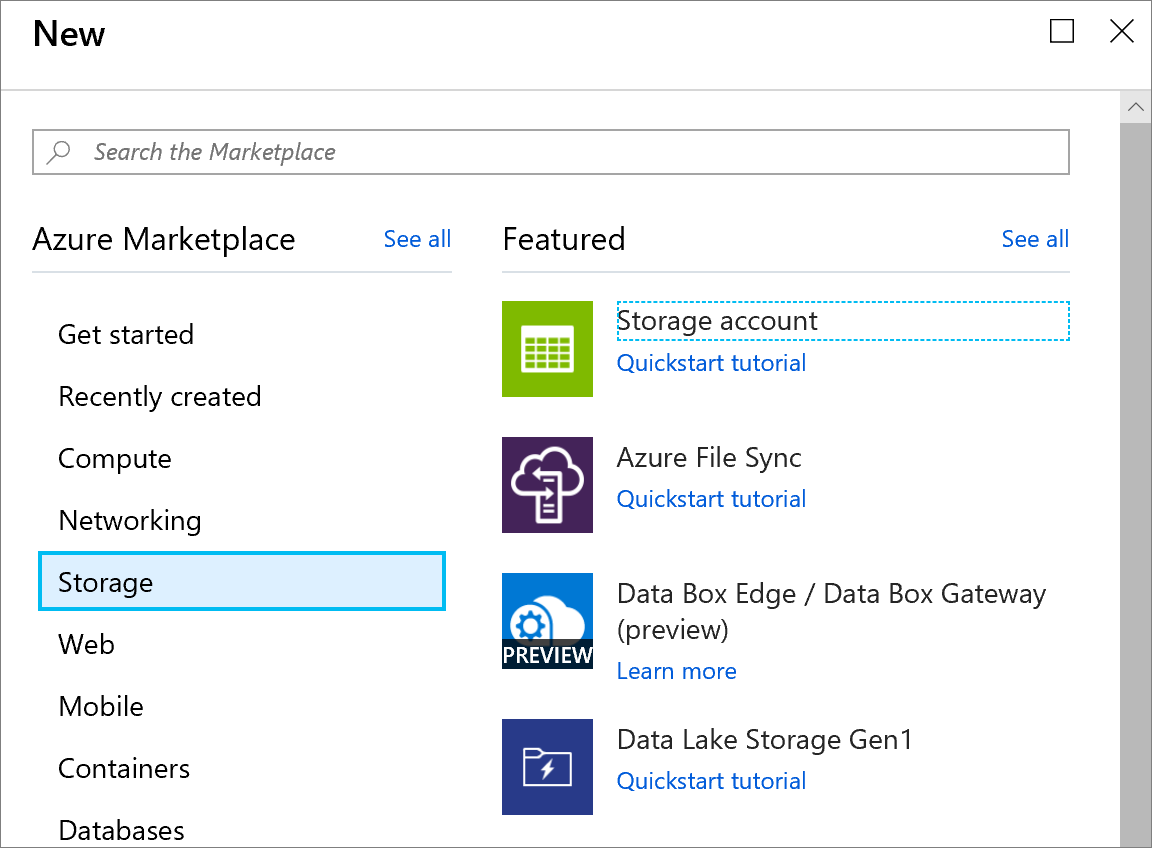 New
Search the Marketplace
Azure Marketplace
See all
Get started
Recently created
Compute
Networking
Storage
Web
Mobile
Containers
Databases
Featured
See all
Storage account
Quickstart tutorial
Azure File Sync
Quickstart tutorial
PREVIEW
Data Box Edge / Data Box Gateway
(preview)
Learn more
Data Lake Storage Gen1
Quickstart tutorial